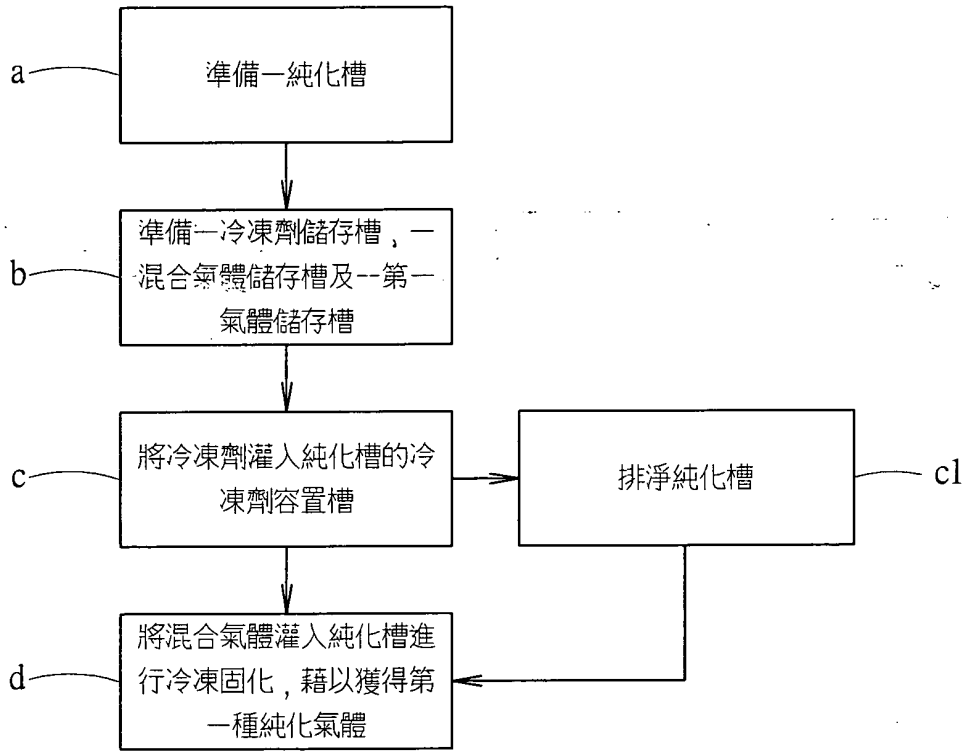 a
準備一純化槽
b
準備一冷凍劑儲存槽，一
混合氣體儲存槽及一第一
氣體儲存槽
c
將冷凍劑灌入純化槽的冷
凍劑容置槽
排淨純化槽
c1
d
將混合氣體灌入純化槽進
行冷凍固化，藉以獲得第
一種純化氣體